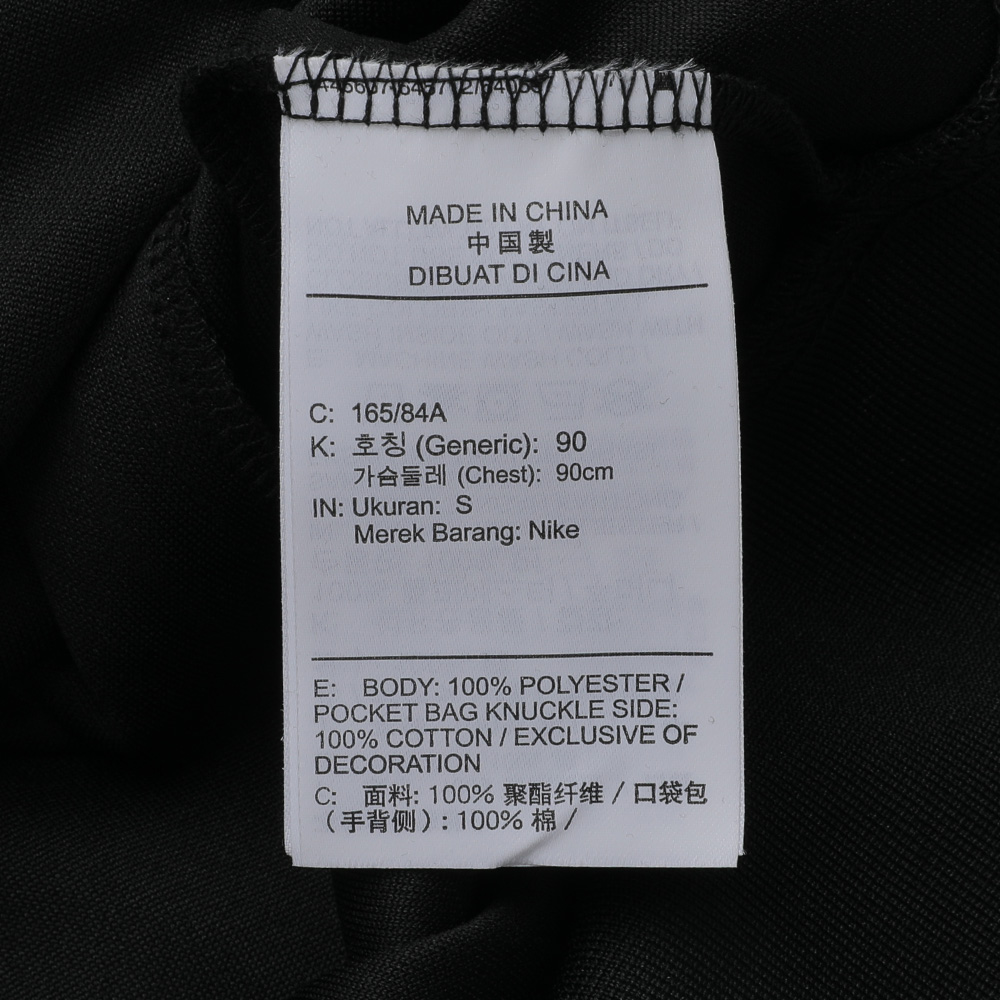 MADE IN CHINA
中国製
DIBUAT DI CINA
C: 165/84A
K: 호칭 (Generic): 90
가슴둘레 (Chest): 90cm
IN: Ukuran: S
Merek Barang: Nike
E: BODY: 100% POLYESTER /
POCKET BAG KNUCKLE SIDE:
100% COTTON / EXCLUSIVE OF
DECORATION
C: 面料: 100% 聚酯纤维 / 口袋包
（手背侧）: 100% 棉 /